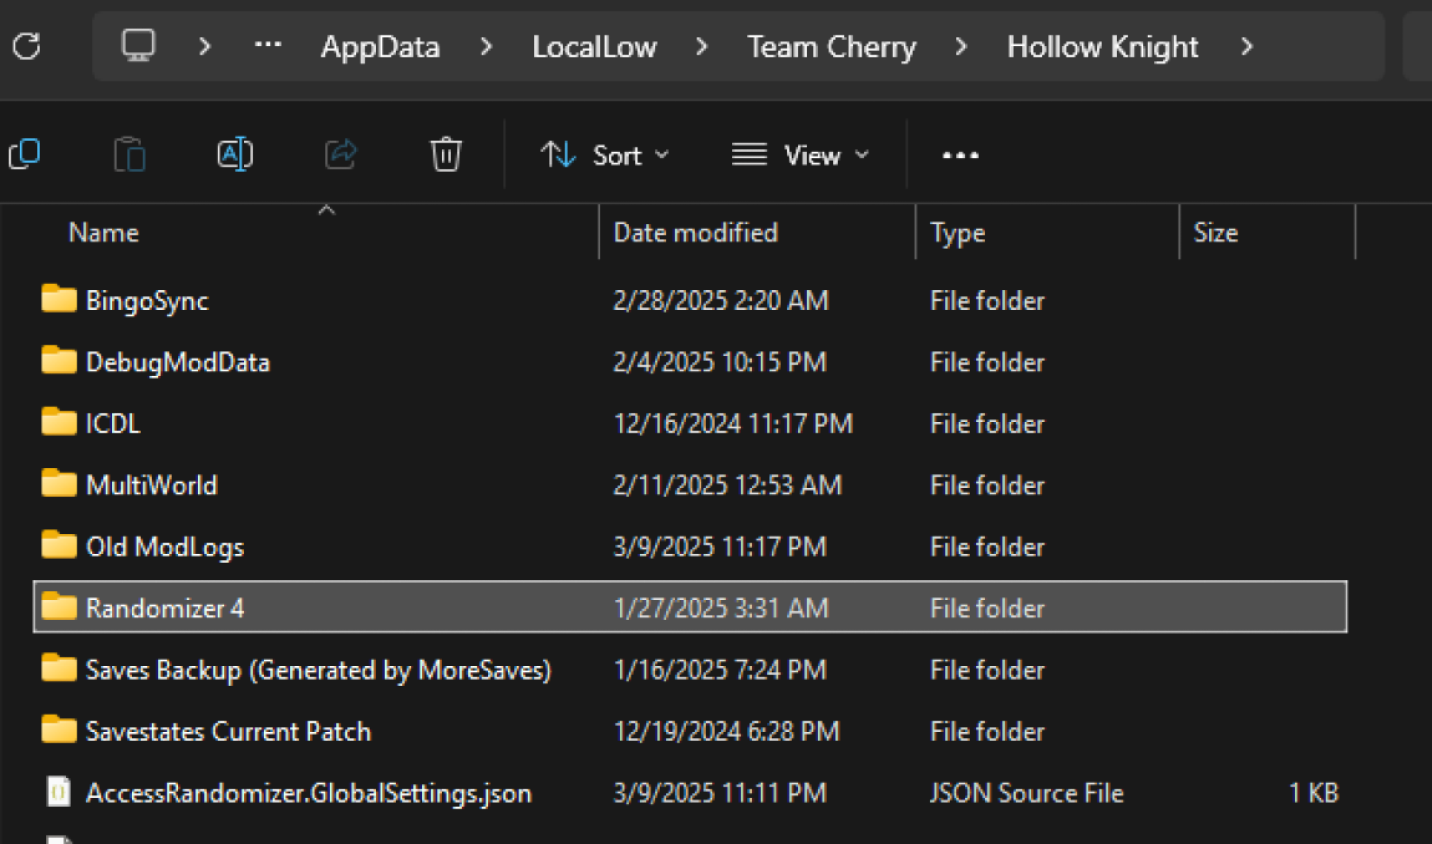 ··· AppData LocalLow Team Cherry Hollow Knight
Sort View ···
Name Date modified Type Size
BingoSync 2/28/2025 2:20 AM File folder
DebugModData 2/4/2025 10:15 PM File folder
ICDL 12/16/2024 11:17 PM File folder
MultiWorld 2/11/2025 12:53 AM File folder
Old ModLogs 3/9/2025 11:17 PM File folder
Randomizer 4 1/27/2025 3:31 AM File folder
Saves Backup (Generated by MoreSaves) 1/16/2025 7:24 PM File folder
Savestates Current Patch 12/19/2024 6:28 PM File folder
AccessRandomizer.GlobalSettings.json 3/9/2025 11:11 PM JSON Source File 1 KB